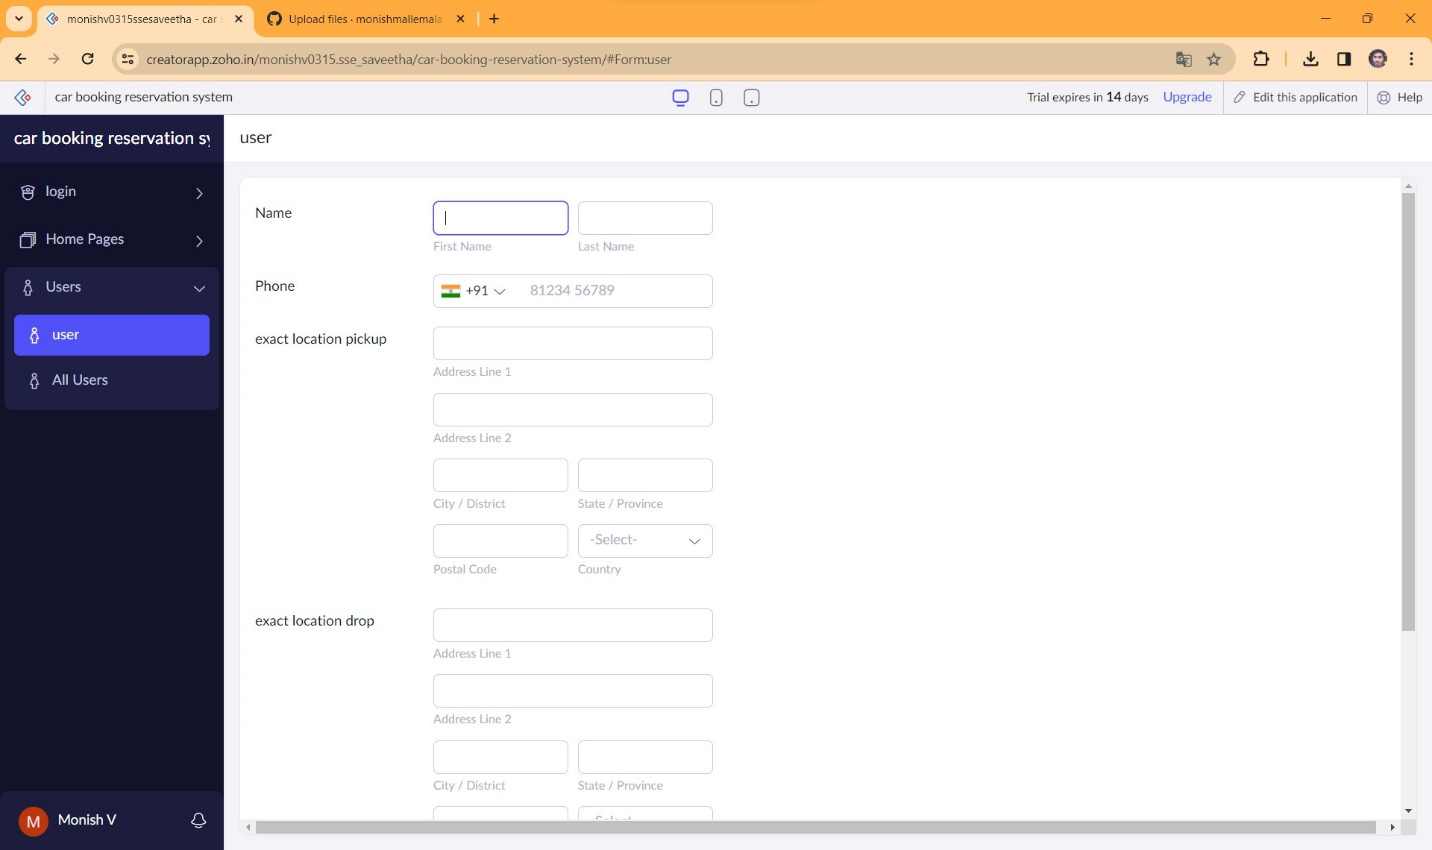 monishv0315ssesaveetha - car
Upload files · monishmallemala
creatorapp.zoho.in/monishv0315.sse_saveetha/car-booking-reservation-system/#Form:user
car booking reservation system
Trial expires in 14 days
Upgrade
Edit this application
Help
car booking reservation sy
user
login
Home Pages
Users
user
All Users
Name
First Name
Last Name
Phone
+91
81234 56789
exact location pickup
Address Line 1
Address Line 2
City / District
State / Province
-Select-
Postal Code
Country
exact location drop
Address Line 1
Address Line 2
City / District
State / Province
-Select-
M
Monish V